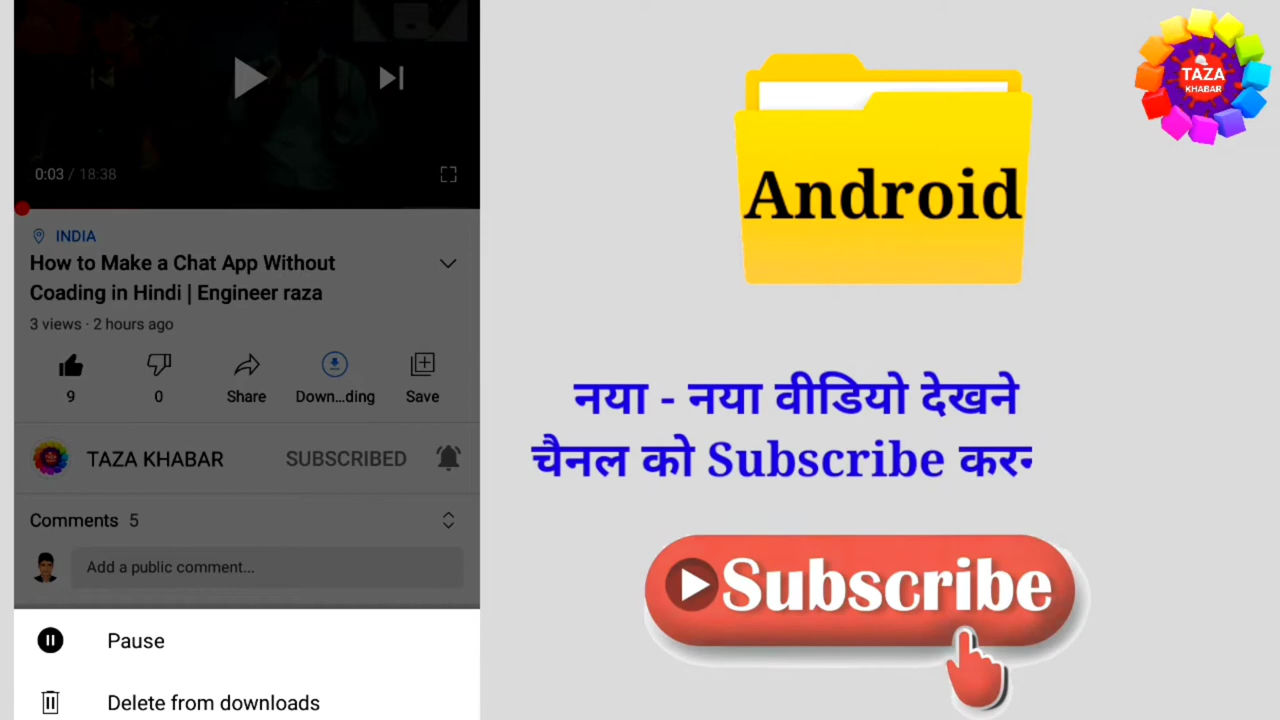 0:03 / 18:38
INDIA
How to Make a Chat App Without
Coading in Hindi | Engineer raza
3 views · 2 hours ago
9
0
Share
Down...ding
Save
TAZA KHABAR
SUBSCRIBED
Comments 5
Add a public comment...
Pause
Delete from downloads
TAZA
KHABAR
Android
नया - नया वीडियो देखने
चैनल को Subscribe
Subscribe